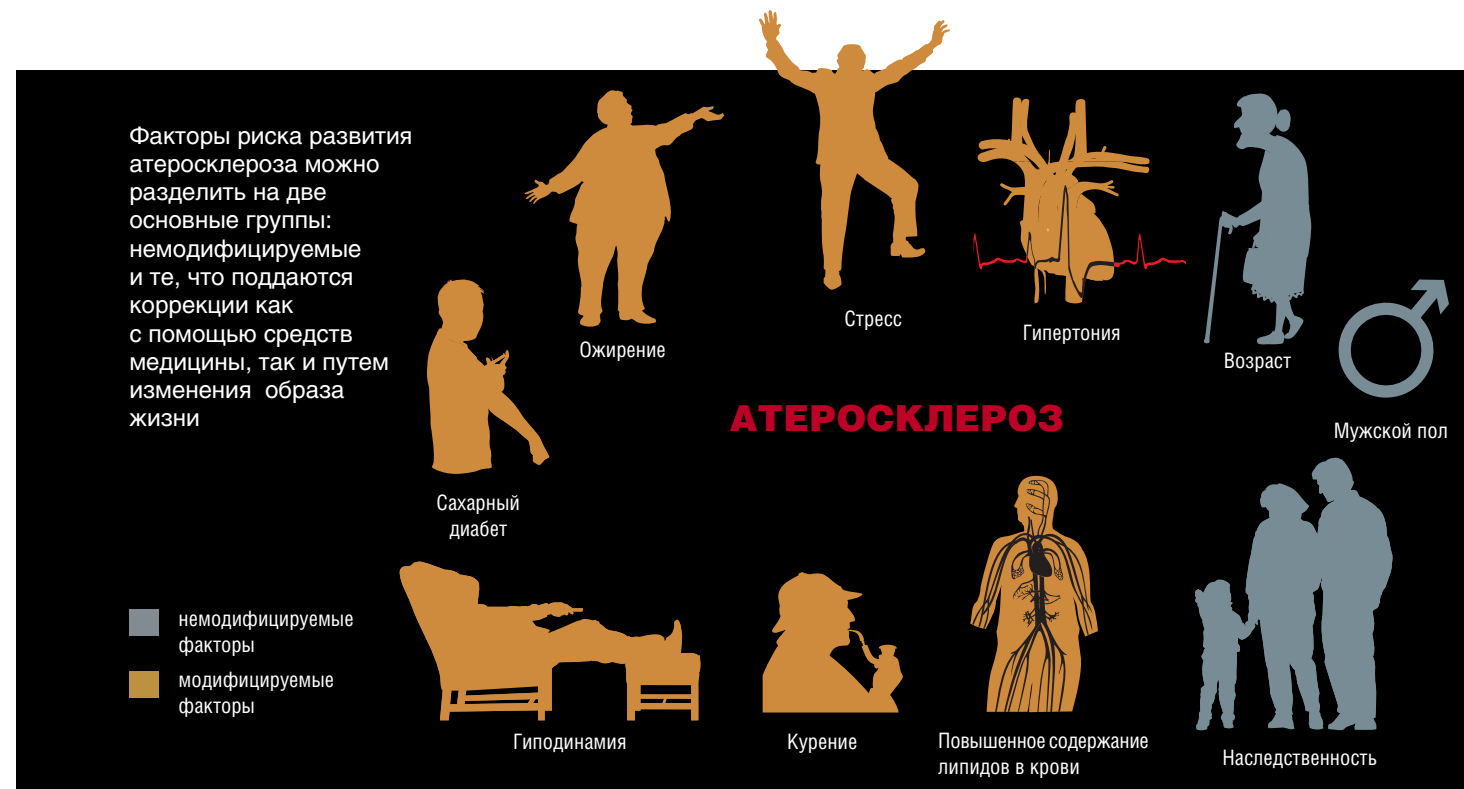 Факторы риска развития
атеросклероза можно
разделить на две
основные группы:
немодифицируемые
и те, что поддаются
коррекции как
с помощью средств
медицины, так и путем
изменения образа
жизни
Ожирение
Стресс
Гипертония
Возраст
Мужской пол
АТЕРОСКЛЕРОЗ
Сахарный
диабет
немодифицируемые
факторы
модифицируемые
факторы
Гиподинамия
Курение
Повышенное содержание
липидов в крови
Наследственность